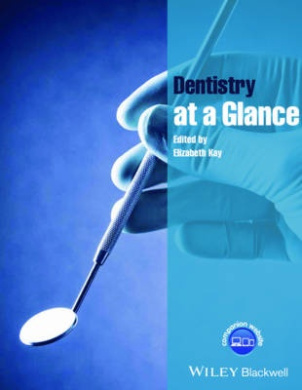 Dentistry
at a Glance
Edited by
Elizabeth Kay
companion website
WILEY Blackwell